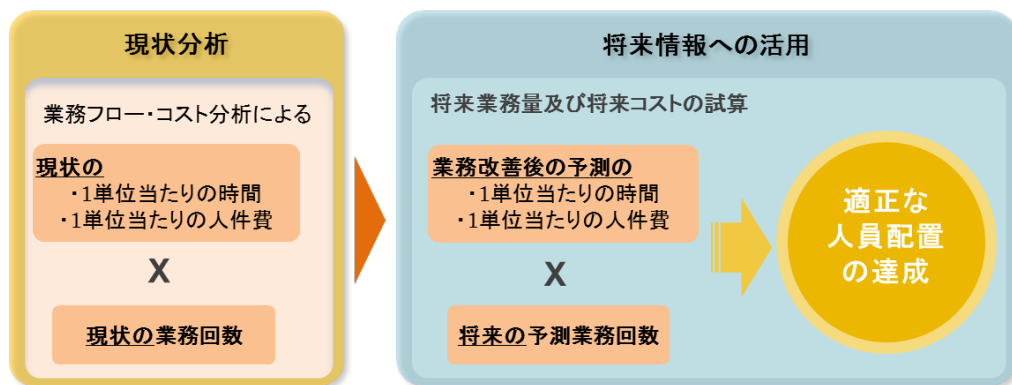 現状分析
業務フロー・コスト分析による
現状の
・1単位当たりの時間
・1単位当たりの人件費
X
現状の業務回数
将来情報への活用
将来業務量及び将来コストの試算
業務改善後の予測の
・1単位当たりの時間
・1単位当たりの人件費
X
将来の予測業務回数
適正な
人員配置
の達成